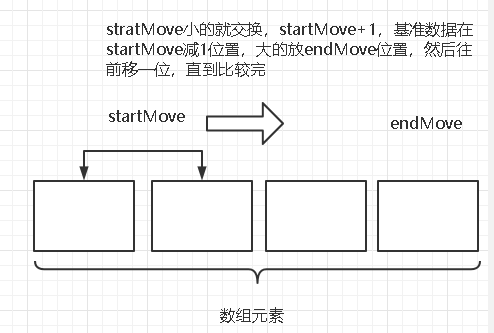 stratMove小的就交换，startMove+1，基准数据在
startMove减1位置，大的放endMove位置，然后往
前移一位，直到比较完
startMove
endMove
数组元素